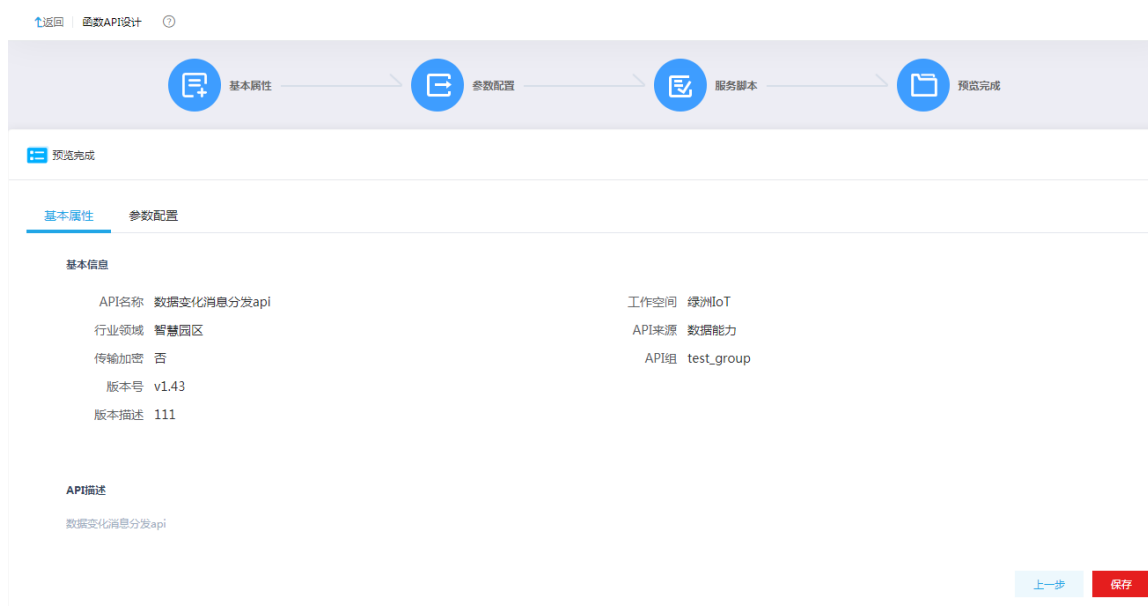 返回 函数API设计 ?
基本属性 参数配置 服务脚本 预览完成
预览完成
基本属性 参数配置
基本信息
API名称 数据变化消息分发api 工作空间 绿洲IoT
行业领域 智慧园区 API来源 数据能力
传输加密 否 API组 test_group
版本号 v1.43
版本描述 111
API描述
数据变化消息分发api
上一步 保存